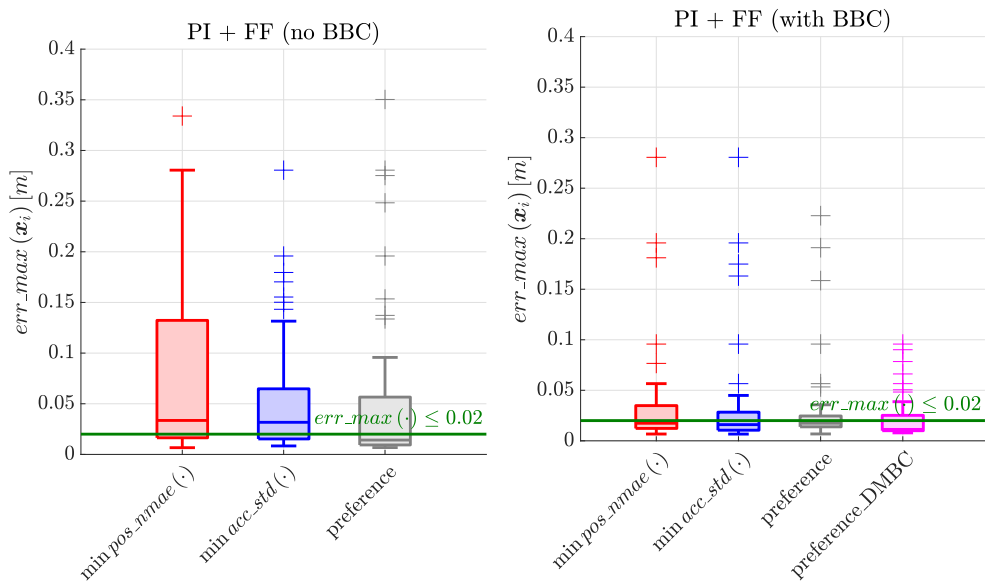 PI + FF (no BBC)
0.4
0.35
0.3
0.25
0.2
0.15
0.1
0.05
0
err_max (x_i) [m]
err_max (·) ≤ 0.02
min pos_nmae (·)
min acc_std (·)
preference
PI + FF (with BBC)
0.4
0.35
0.3
0.25
0.2
0.15
0.1
0.05
0
err_max (x_i) [m]
err_max (·) ≤ 0.02
min pos_nmae (·)
min acc_std (·)
preference
preference_DMBC